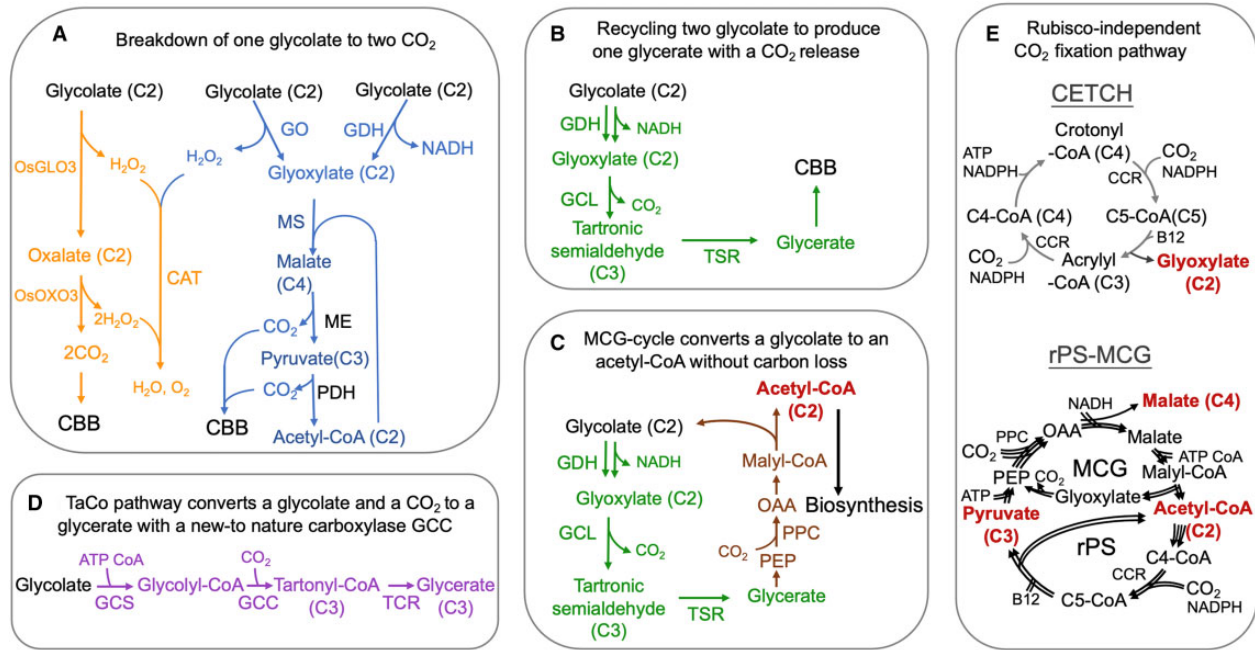 A
Breakdown of one glycolate to two CO₂
Glycolate (C2)
Glycolate (C2)
Glycolate (C2)
GO
GDH
OsGLO3
H₂O₂
H₂O₂
NADH
Glyoxylate (C2)
MS
Oxalate (C2)
Malate
(C4)
CAT
OsOXO3
2H₂O₂
CO₂
ME
2CO₂
Pyruvate(C3)
H₂O, O₂
CO₂
PDH
CBB
CBB
Acetyl-CoA (C2)
B
Recycling two glycolate to produce
one glycerate with a CO₂ release
Glycolate (C2)
GDH
NADH
Glyoxylate (C2)
CBB
GCL
CO₂
Tartronic
semialdehyde
(C3)
TSR
Glycerate
C
MCG-cycle converts a glycolate to an
acetyl-CoA without carbon loss
Acetyl-CoA
(C2)
Glycolate (C2)
GDH
NADH
Malyl-CoA
Glyoxylate (C2)
OAA
Biosynthesis
GCL
CO₂
CO₂
PPC
PEP
Tartronic
semialdehyde
(C3)
TSR
Glycerate
D
TaCo pathway converts a glycolate and a CO₂ to a
glycerate with a new-to nature carboxylase GCC
ATP CoA
CO₂
Glycolate
Glycolyl-CoA
Tartonyl-CoA
(C3)
Glycerate
(C3)
GCS
GCC
TCR
E
Rubisco-independent
CO₂ fixation pathway
CETCH
Crotonyl
-CoA (C4)
ATP
NADPH
CO₂
NADPH
CCR
C4-CoA (C4)
C5-CoA(C5)
B12
CCR
CO₂
NADPH
Acrylyl
-CoA (C3)
Glyoxylate
(C2)
rPS-MCG
NADH
Malate (C4)
PPC
OAA
Malate
CO₂
ATP CoA
MCG
Malyl-CoA
PEP
CO₂
Glyoxylate
ATP
Pyruvate
(C3)
Acetyl-CoA
(C2)
rPS
C4-CoA
CCR
CO₂
NADPH
B12
C5-CoA